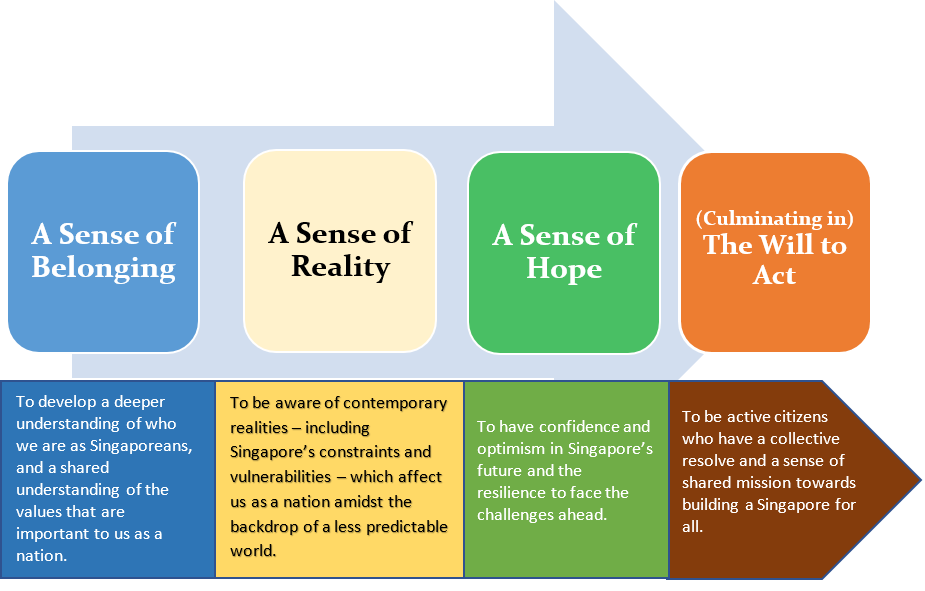 A Sense of
Belonging
A Sense of
Reality
A Sense of
Hope
(Culminating in)
The Will to
Act
To develop a deeper
understanding of who
we are as Singaporeans,
and a shared
understanding of the
values that are
important to us as a
nation.
To be aware of contemporary
realities – including
Singapore’s constraints and
vulnerabilities – which affect
us as a nation amidst the
backdrop of a less predictable
world.
To have confidence and
optimism in Singapore’s
future and the
resilience to face the
challenges ahead.
To be active citizens
who have a collective
resolve and a sense of
shared mission towards
building a Singapore for
all.